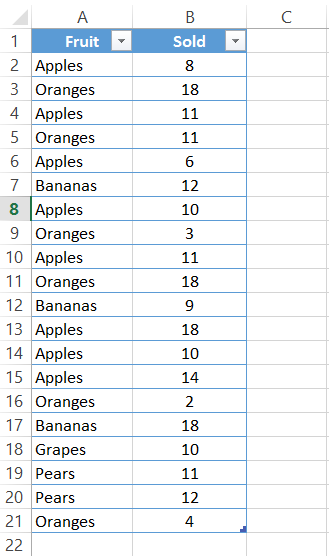 A B C
1 Fruit Sold
2 Apples 8
3 Oranges 18
4 Apples 11
5 Oranges 11
6 Apples 6
7 Bananas 12
8 Apples 10
9 Oranges 3
10 Apples 11
11 Oranges 18
12 Bananas 9
13 Apples 18
14 Apples 10
15 Apples 14
16 Oranges 2
17 Bananas 18
18 Grapes 10
19 Pears 11
20 Pears 12
21 Oranges 4
22